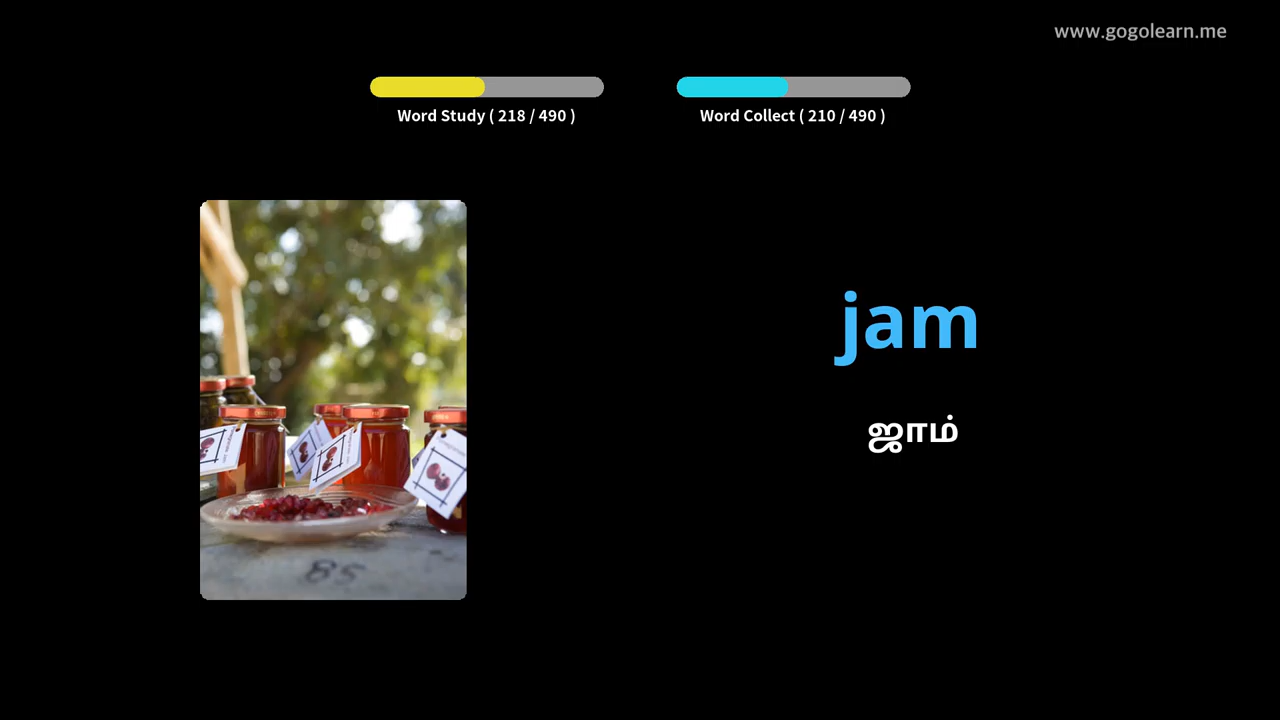 www.gogolearn.me
Word Study ( 218 / 490 )
Word Collect ( 210 / 490 )
jam
ஜாம்
85